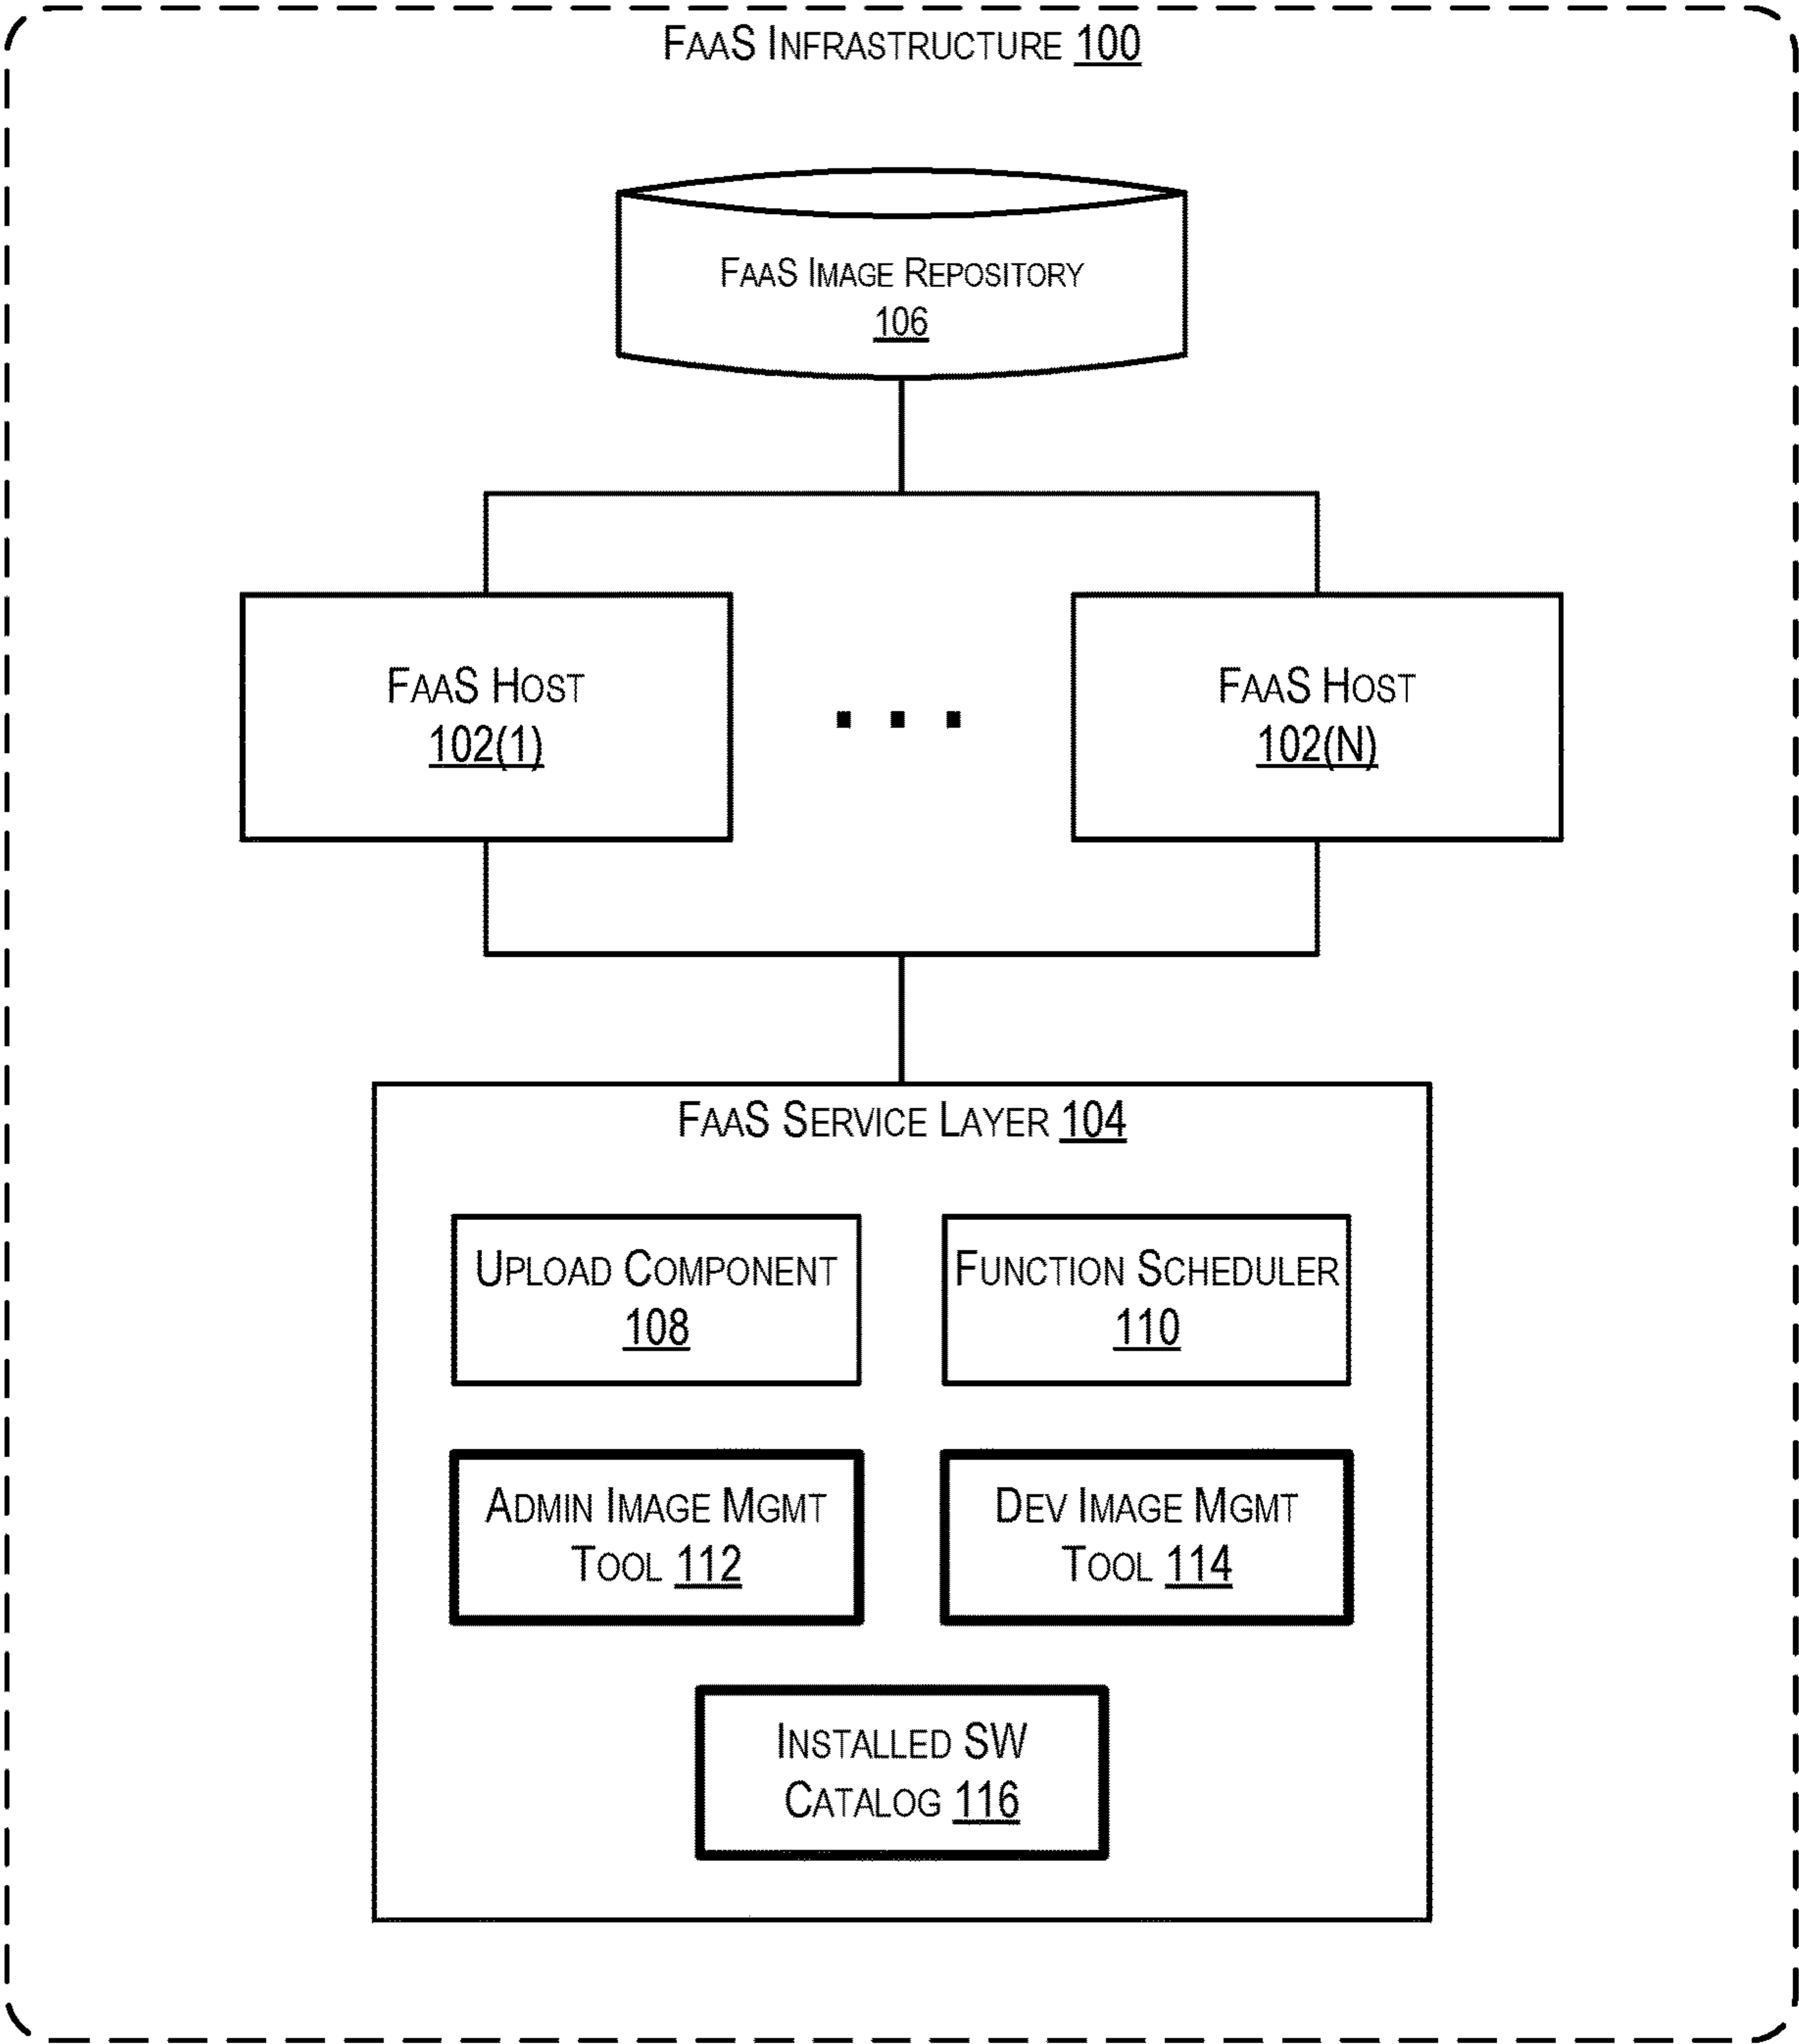 FAAS INFRASTRUCTURE 100
FAAS IMAGE REPOSITORY
106
FAAS HOST
102(1)
FAAS HOST
102(N)
FAAS SERVICE LAYER 104
UPLOAD COMPONENT
108
FUNCTION SCHEDULER
110
ADMIN IMAGE MGMT
TOOL 112
DEV IMAGE MGMT
TOOL 114
INSTALLED SW
CATALOG 116